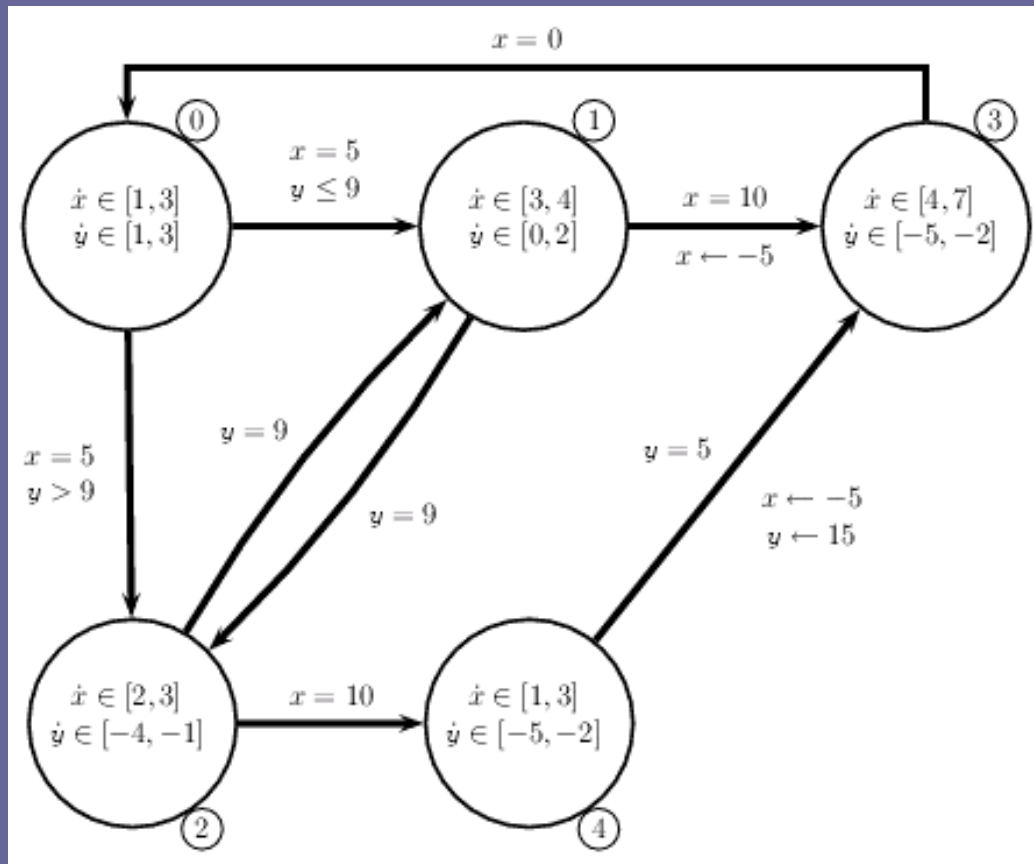 x = 0
0
ẋ ∈ [1, 3]
ẏ ∈ [1, 3]
x = 5
y ≤ 9
1
ẋ ∈ [3, 4]
ẏ ∈ [0, 2]
x = 10
x ← −5
3
ẋ ∈ [4, 7]
ẏ ∈ [−5, −2]
x = 5
y > 9
y = 9
y = 9
y = 5
x ← −5
y ← 15
ẋ ∈ [2, 3]
ẏ ∈ [−4, −1]
2
x = 10
ẋ ∈ [1, 3]
ẏ ∈ [−5, −2]
4